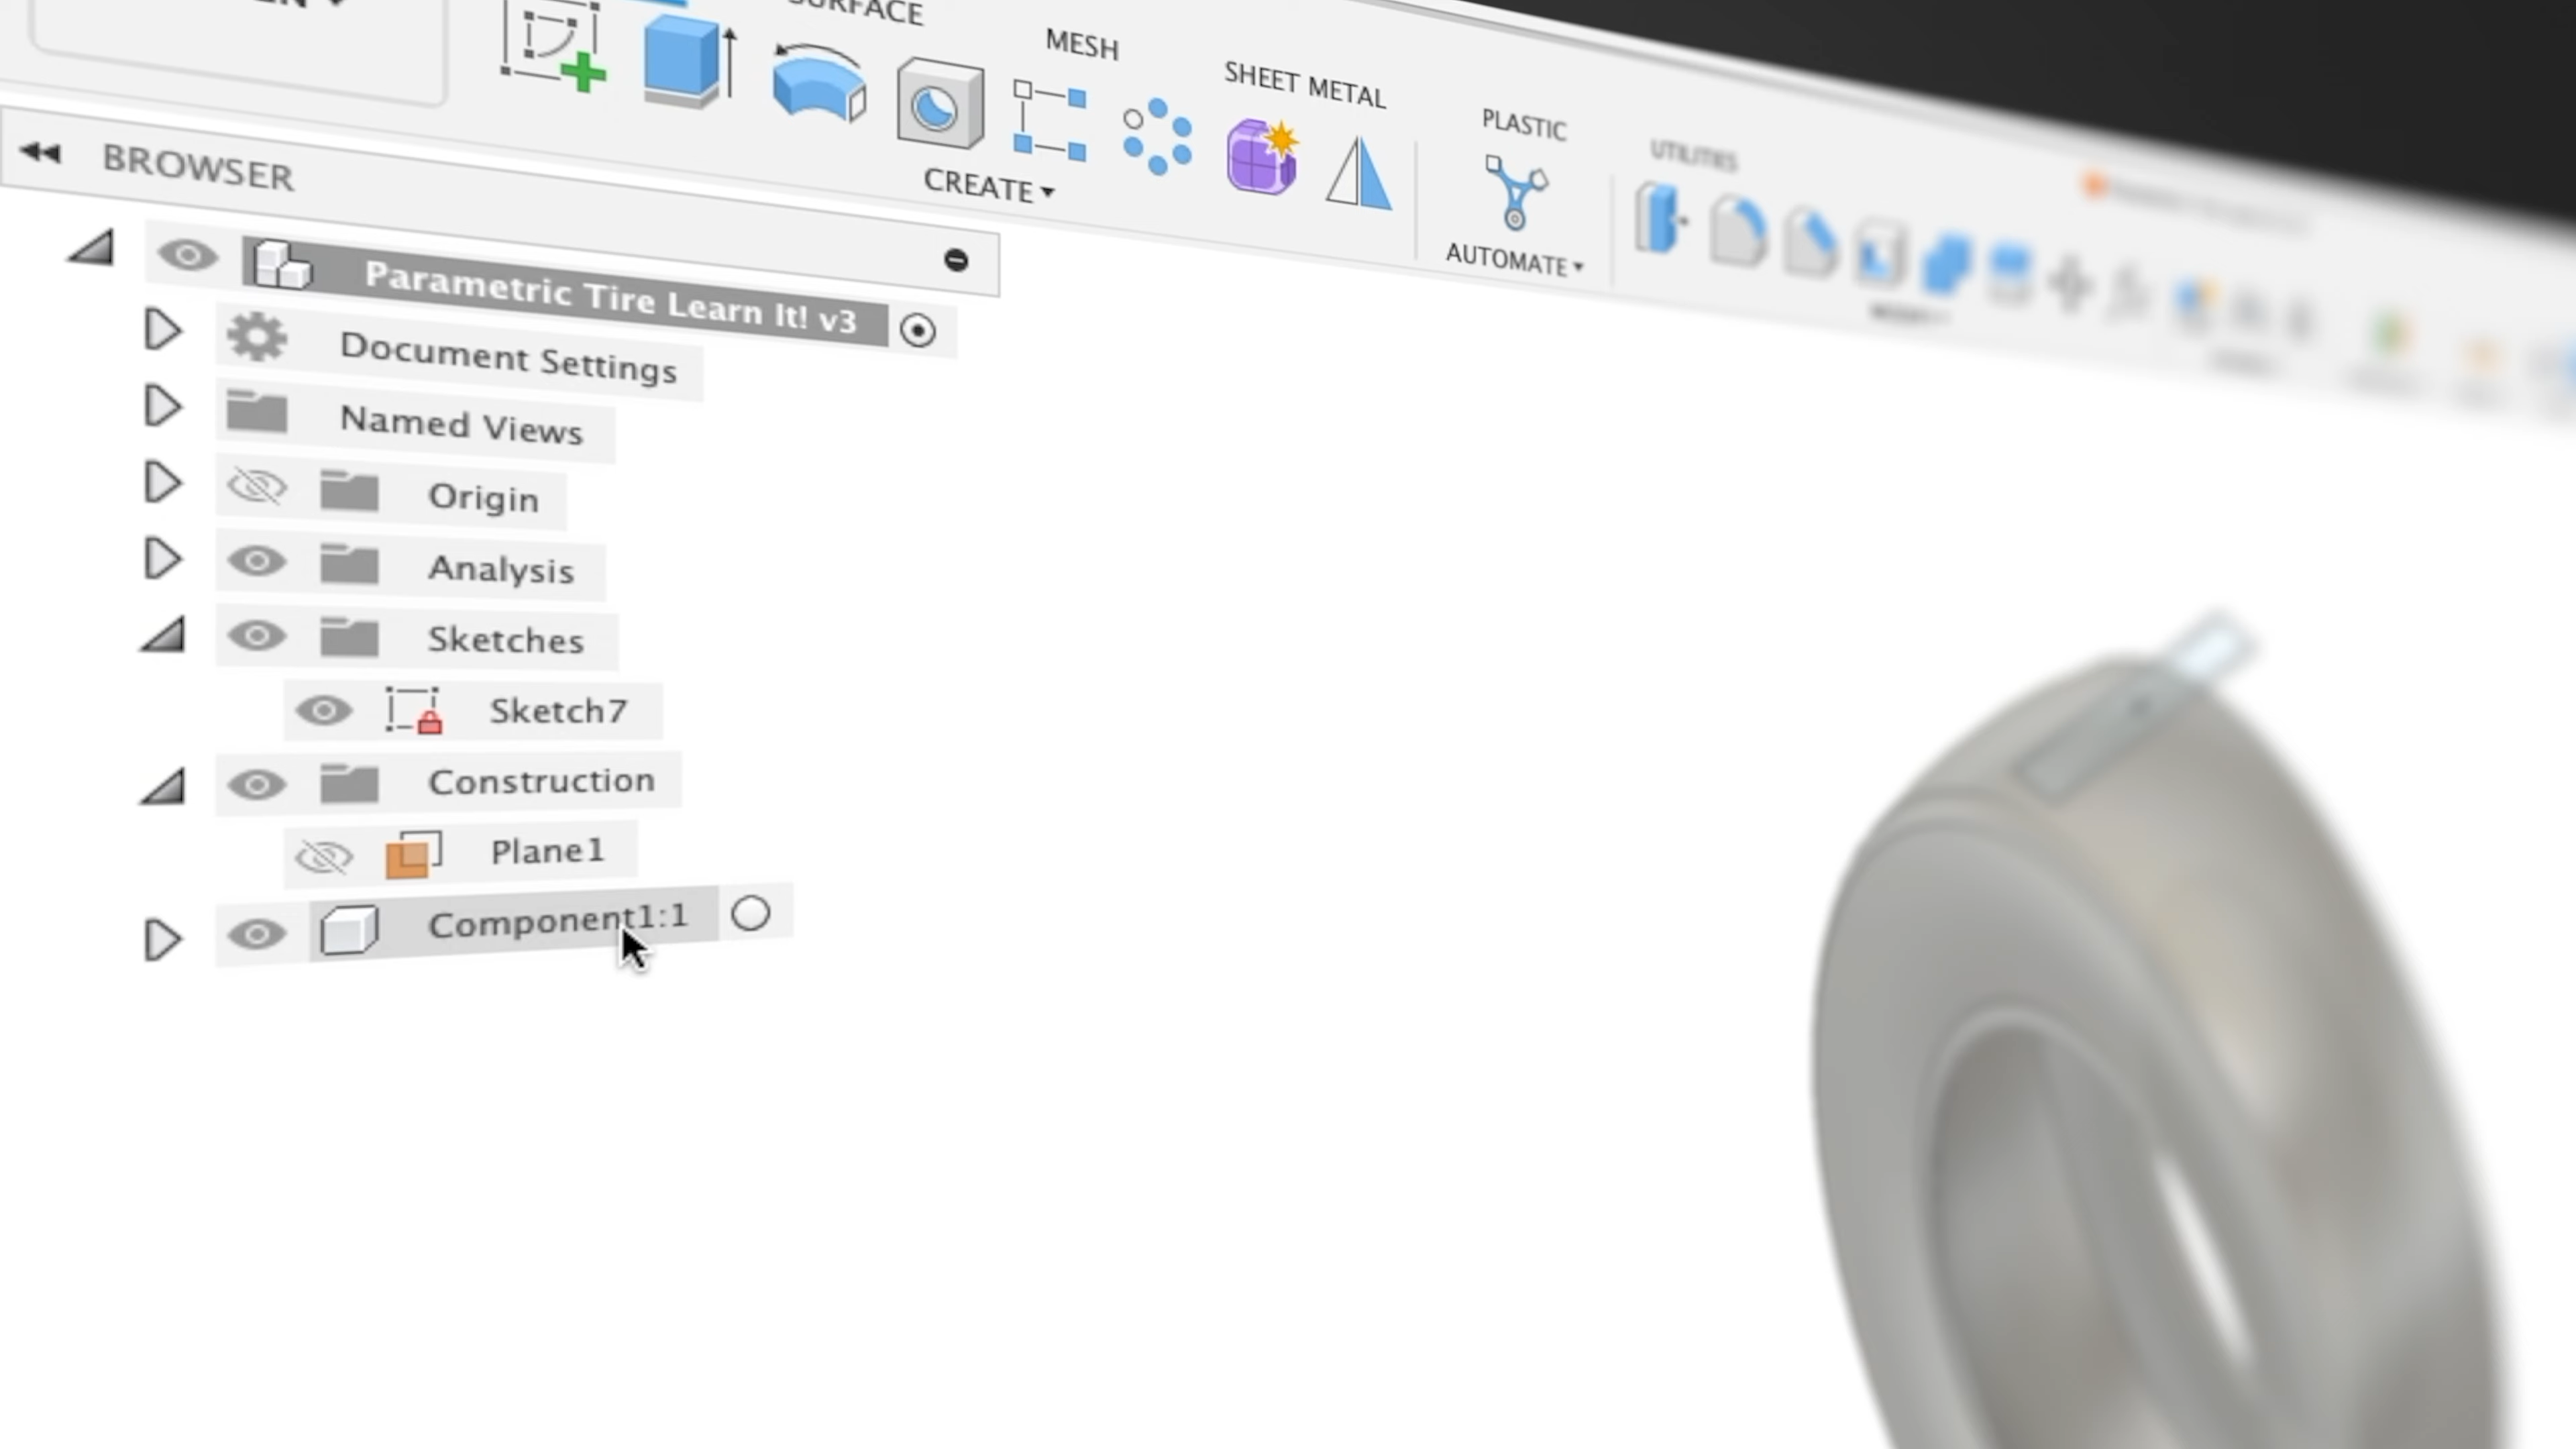 MESH
SHEET METAL
PLASTIC
UTILITIES
CREATE
AUTOMATE
BROWSER
Parametric Tire Learn It! v3
Document Settings
Named Views
Origin
Analysis
Sketches
Sketch7
Construction
Plane1
Component1:1